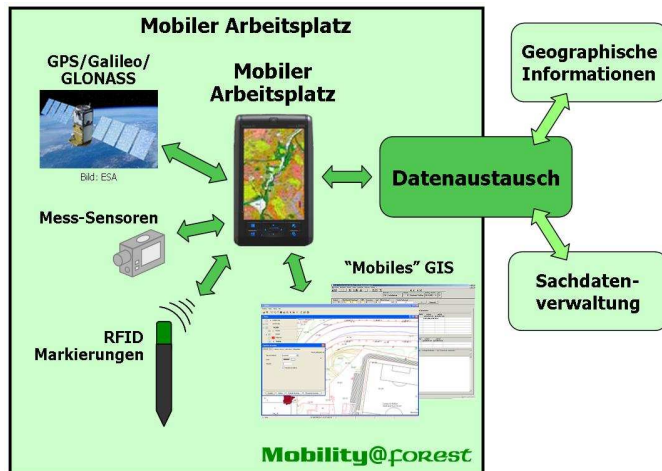 Mobiler Arbeitsplatz
GPS/Galileo/
GLONASS
Bild: ESA
Mobiler
Arbeitsplatz
Mess-Sensoren
RFID
Markierungen
"Mobiles" GIS
Datenaustausch
Geographische
Informationen
Sachdaten-
verwaltung
Mobility@forest